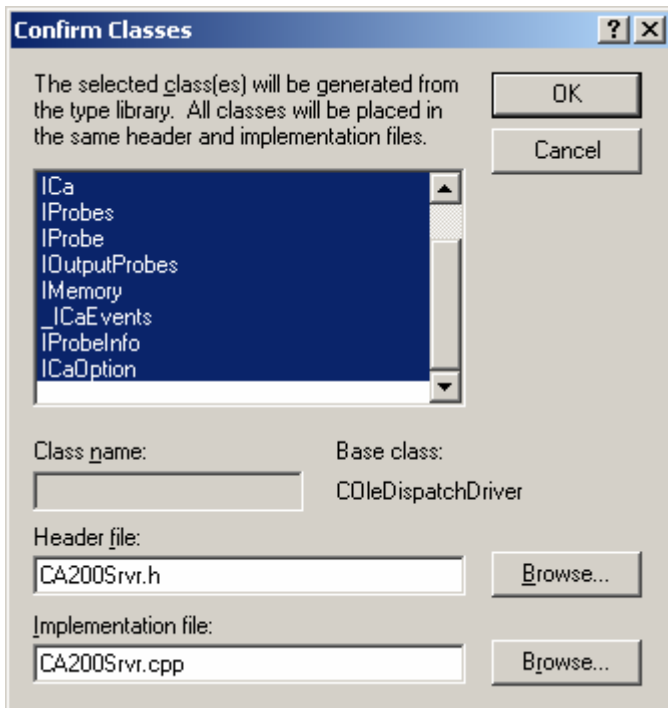 Confirm Classes
The selected class(es) will be generated from
the type library. All classes will be placed in
the same header and implementation files.
OK
Cancel
ICa
IProbes
IProbe
IOutputProbes
IMemory
_ICaEvents
IProbeInfo
ICaOption
Class name:
Base class:
COleDispatchDriver
Header file:
CA200Srvr.h
Browse...
Implementation file:
CA200Srvr.cpp
Browse...